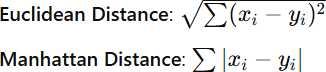 Euclidean Distance: √∑(xᵢ − yᵢ)²
Manhattan Distance: ∑ |xᵢ − yᵢ|